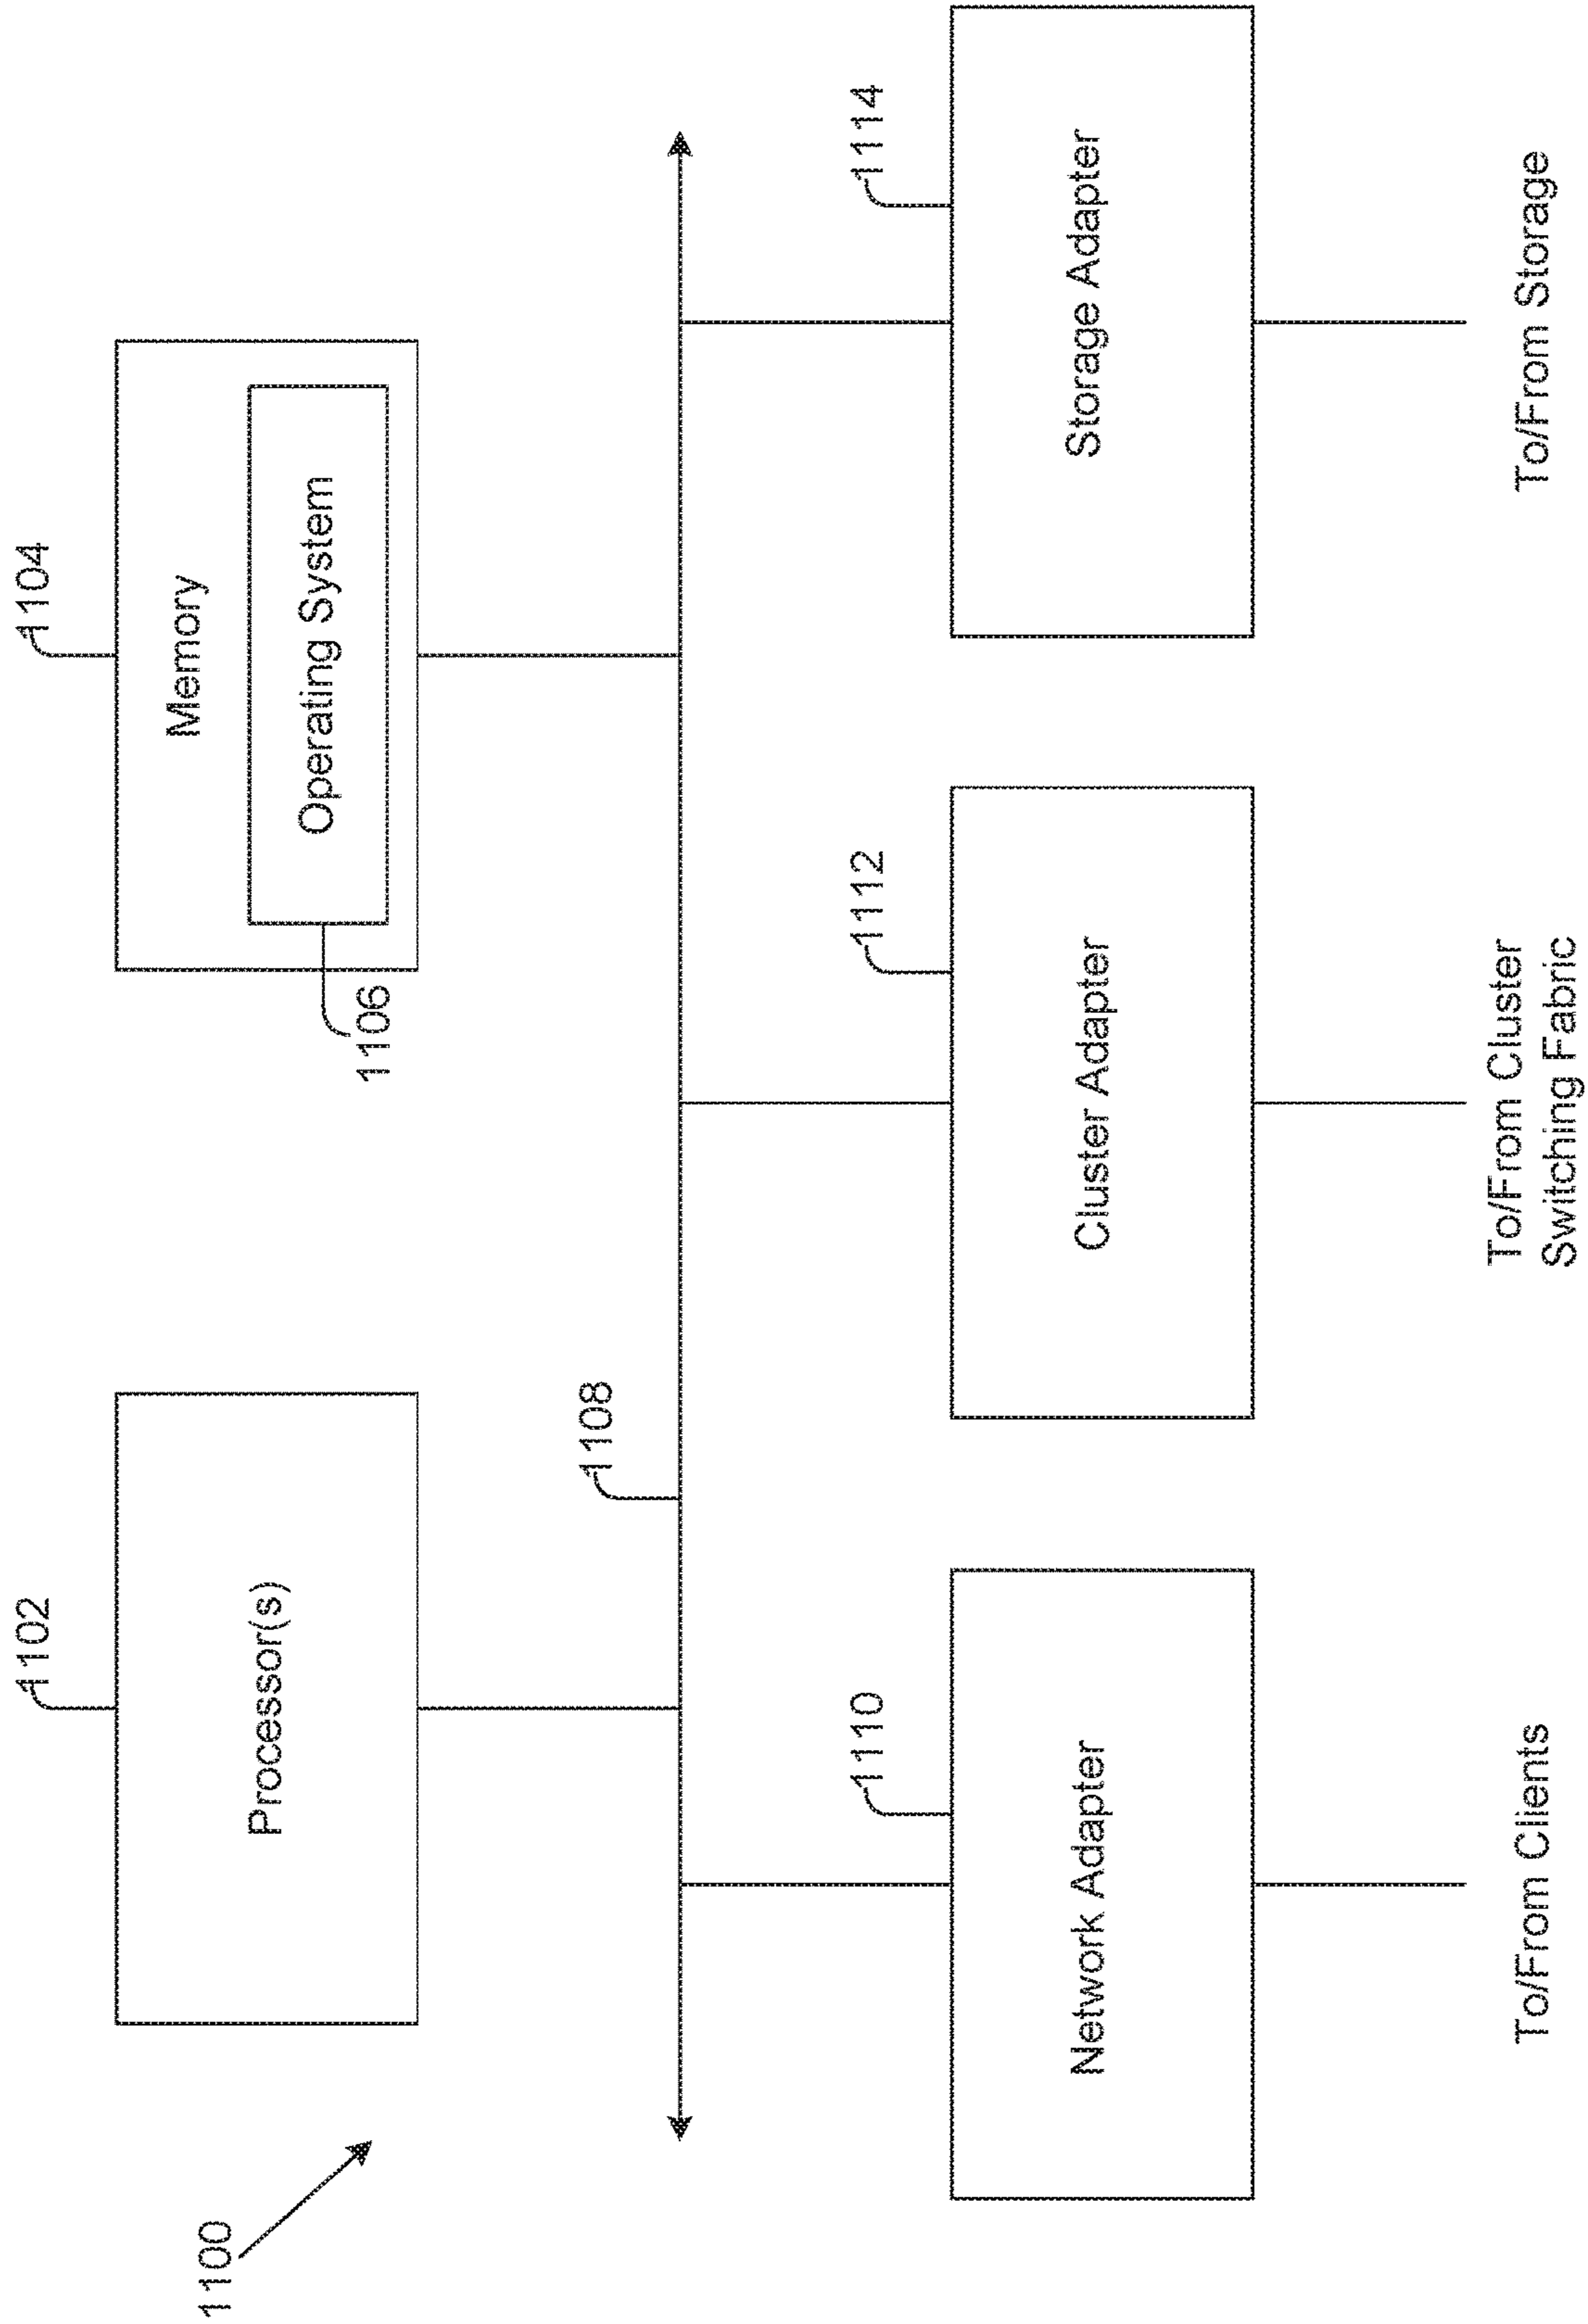 1100
1102
Processor(s)
1104
Memory
Operating System
1106
1108
1110
Network Adapter
1112
Cluster Adapter
1114
Storage Adapter
To/From Clients
To/From Cluster
Switching Fabric
To/From Storage